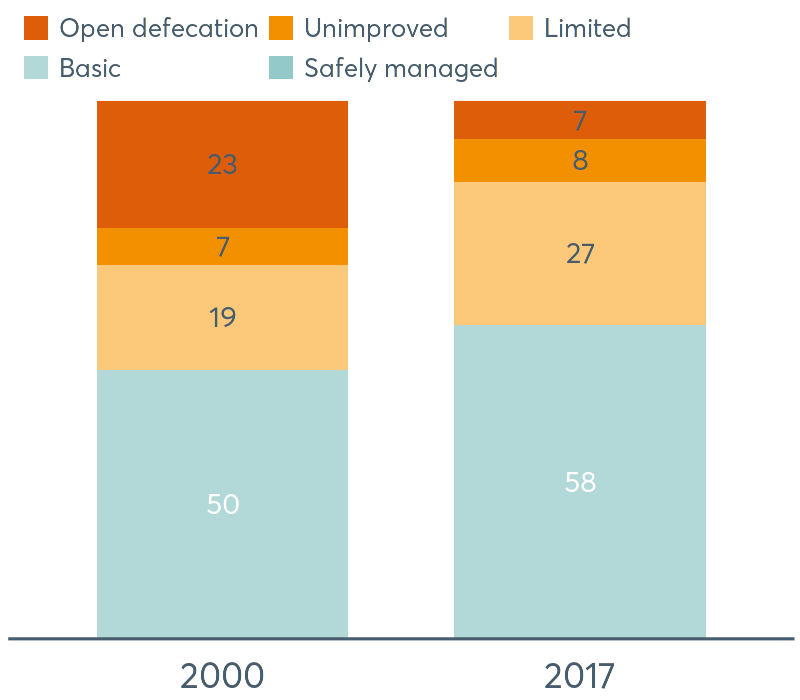 Open defecation Unimproved Limited
Basic Safely managed
23 7
7 8
19 27
50 58
2000 2017